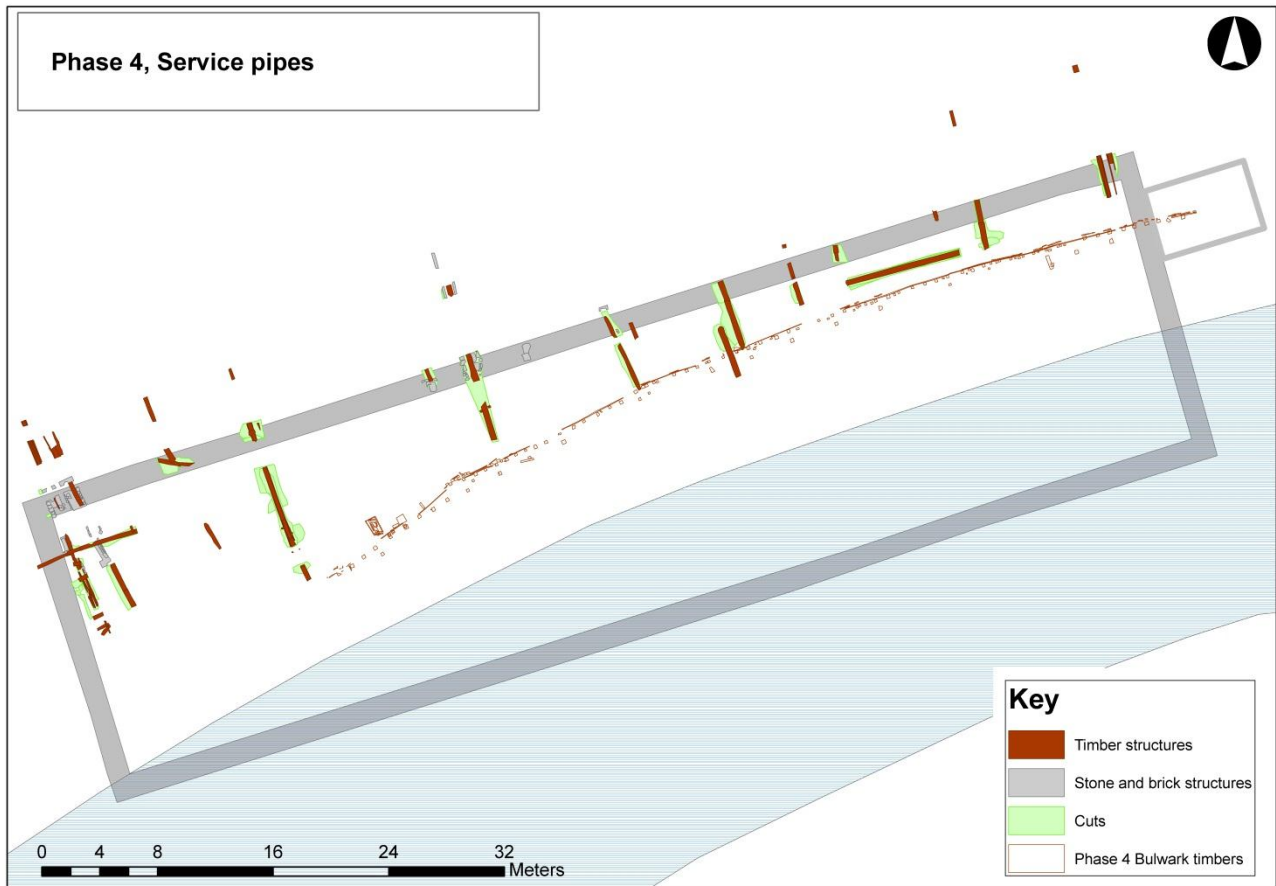 Phase 4, Service pipes
Key
Timber structures
Stone and brick structures
Cuts
Phase 4 Bulwark timbers
0 4 8 16 24 32
Meters